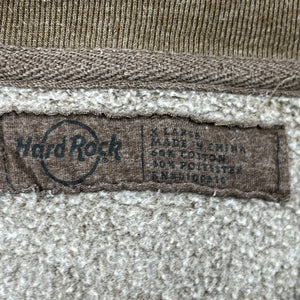 Hard Rock
X LARGE
MADE IN CHINA
60% COTTON
40% POLYESTER